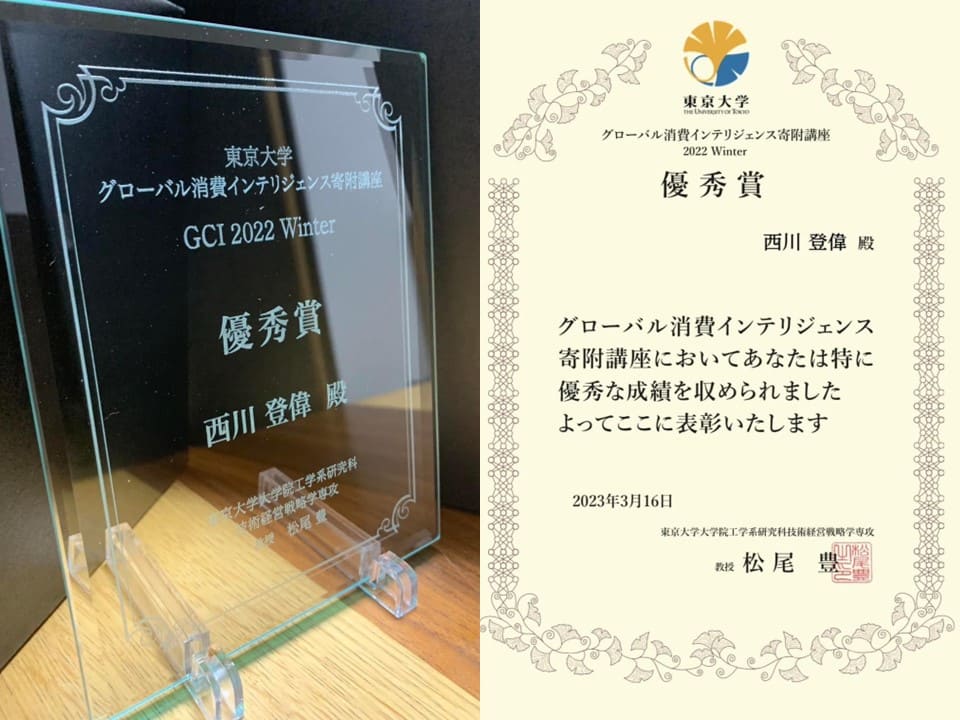 東京大学
グローバル消費インテリジェンス寄附講座
GCI 2022 Winter
優秀賞
西川 登偉 殿
東京大学大学院工学系研究科
技術経営戦略学専攻
教授 松尾 豊
東京大学
THE UNIVERSITY OF TOKYO
グローバル消費インテリジェンス寄附講座
2022 Winter
優秀賞
西川 登偉 殿
グローバル消費インテリジェンス
寄附講座においてあなたは特に
優秀な成績を収められました
よってここに表彰いたします
2023年3月16日
東京大学大学院工学系研究科技術経営戦略学専攻
教授 松尾 豊
松尾豊